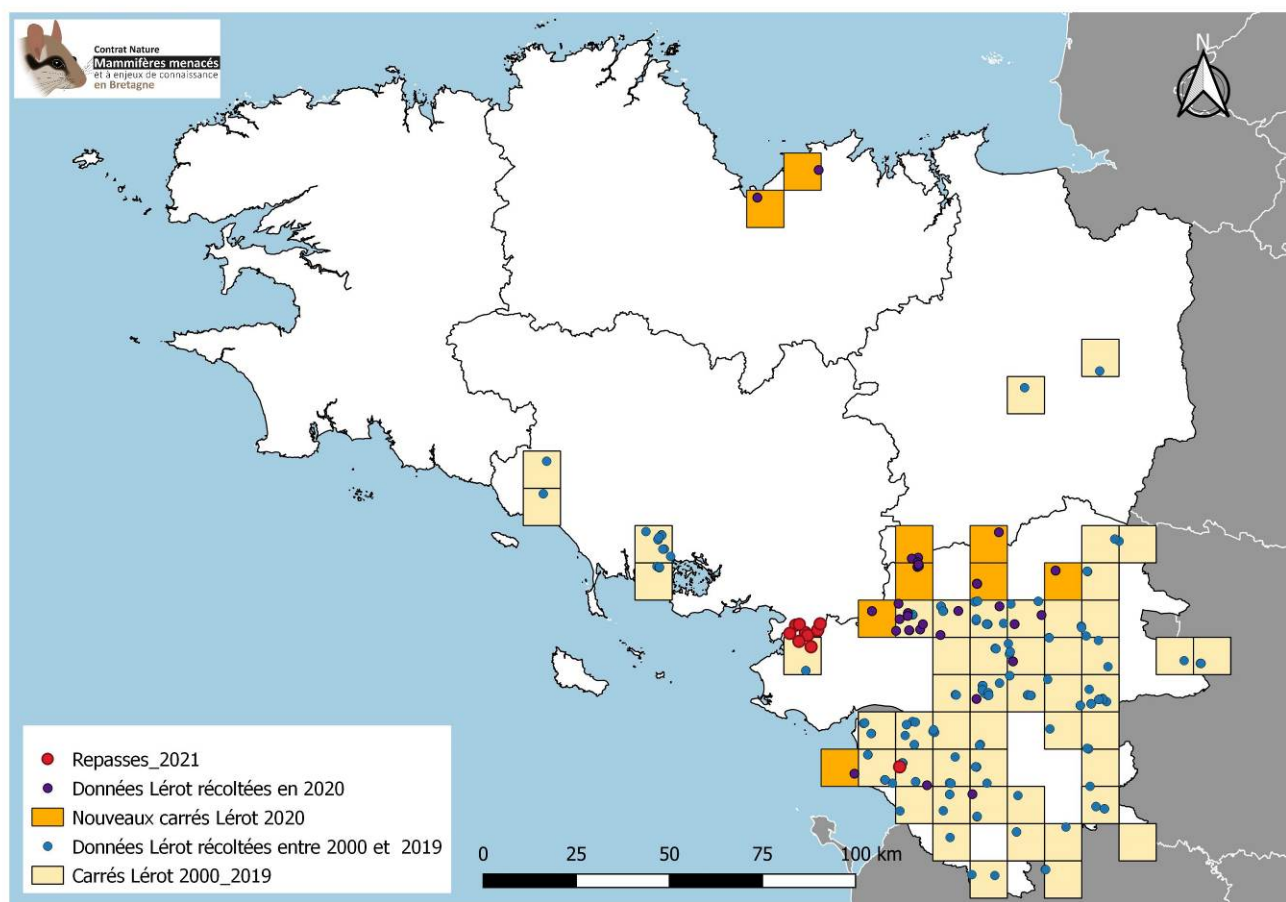 Contrat Nature
Mammifères menacés
et à enjeux de connaissance
en Bretagne
N
Repasses_2021
Données Lérot récoltées en 2020
Nouveaux carrés Lérot 2020
Données Lérot récoltées entre 2000 et 2019
Carrés Lérot 2000_2019
0 25 50 75 100 km